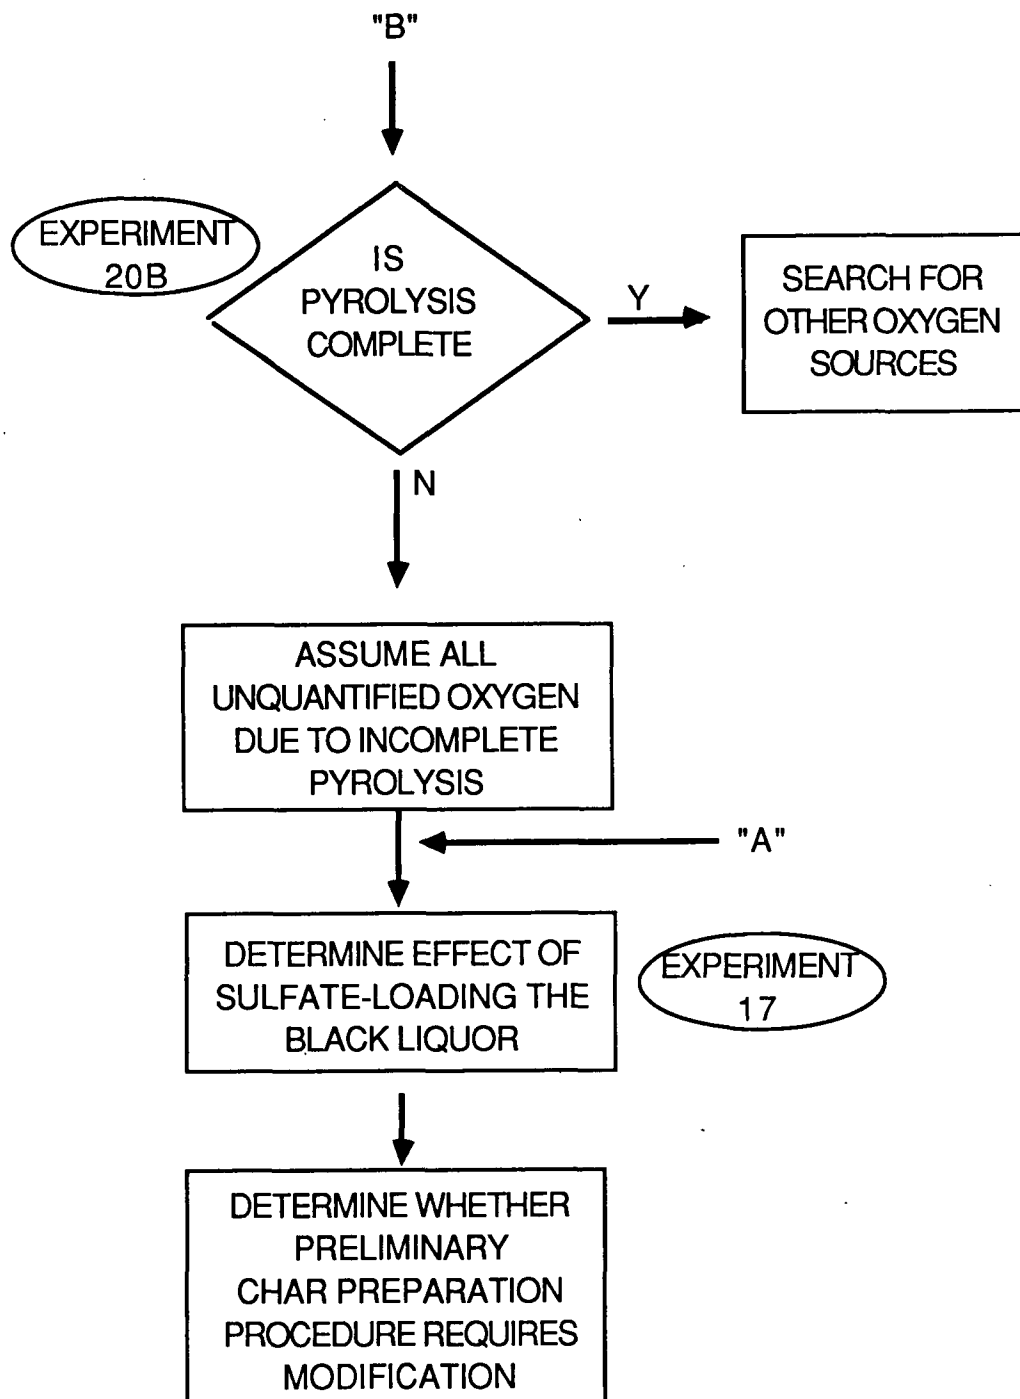 "B"
EXPERIMENT
20B
IS
PYROLYSIS
COMPLETE
Y
SEARCH FOR
OTHER OXYGEN
SOURCES
N
ASSUME ALL
UNQUANTIFIED OXYGEN
DUE TO INCOMPLETE
PYROLYSIS
"A"
DETERMINE EFFECT OF
SULFATE-LOADING THE
BLACK LIQUOR
EXPERIMENT
17
DETERMINE WHETHER
PRELIMINARY
CHAR PREPARATION
PROCEDURE REQUIRES
MODIFICATION